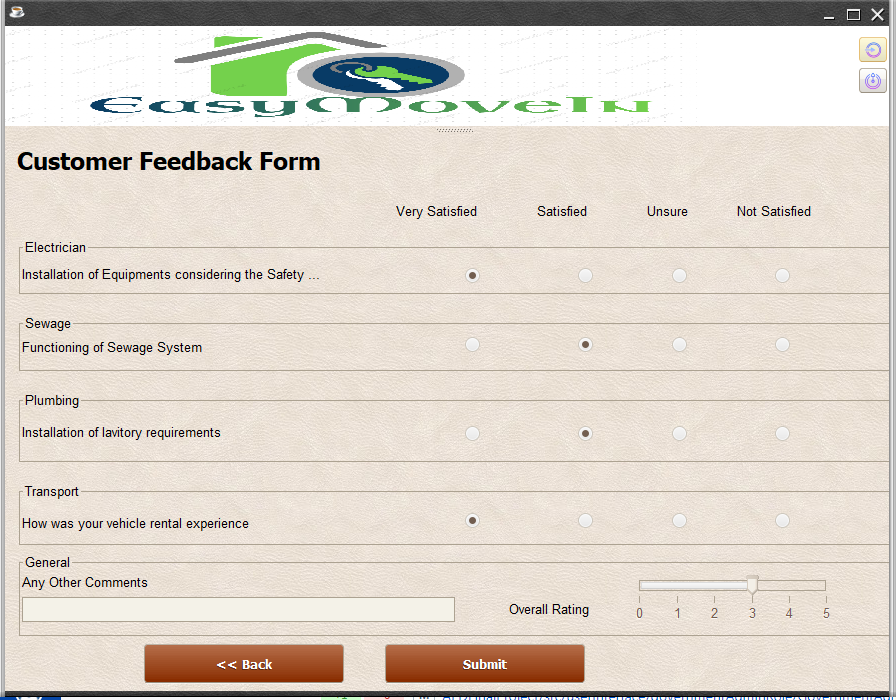 EasyMoveIn
Customer Feedback Form
Very Satisfied Satisfied Unsure Not Satisfied
Electrician
Installation of Equipments considering the Safety ...
Sewage
Functioning of Sewage System
Plumbing
Installation of lavitory requirements
Transport
How was your vehicle rental experience
General
Any Other Comments
Overall Rating
0 1 2 3 4 5
<< Back Submit